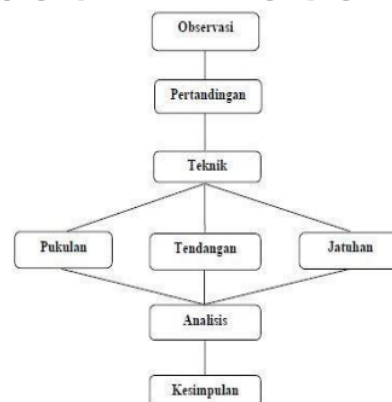 Observasi
Pertandingan
Teknik
Pukulan
Tendangan
Jatuhan
Analisis
Kesimpulan